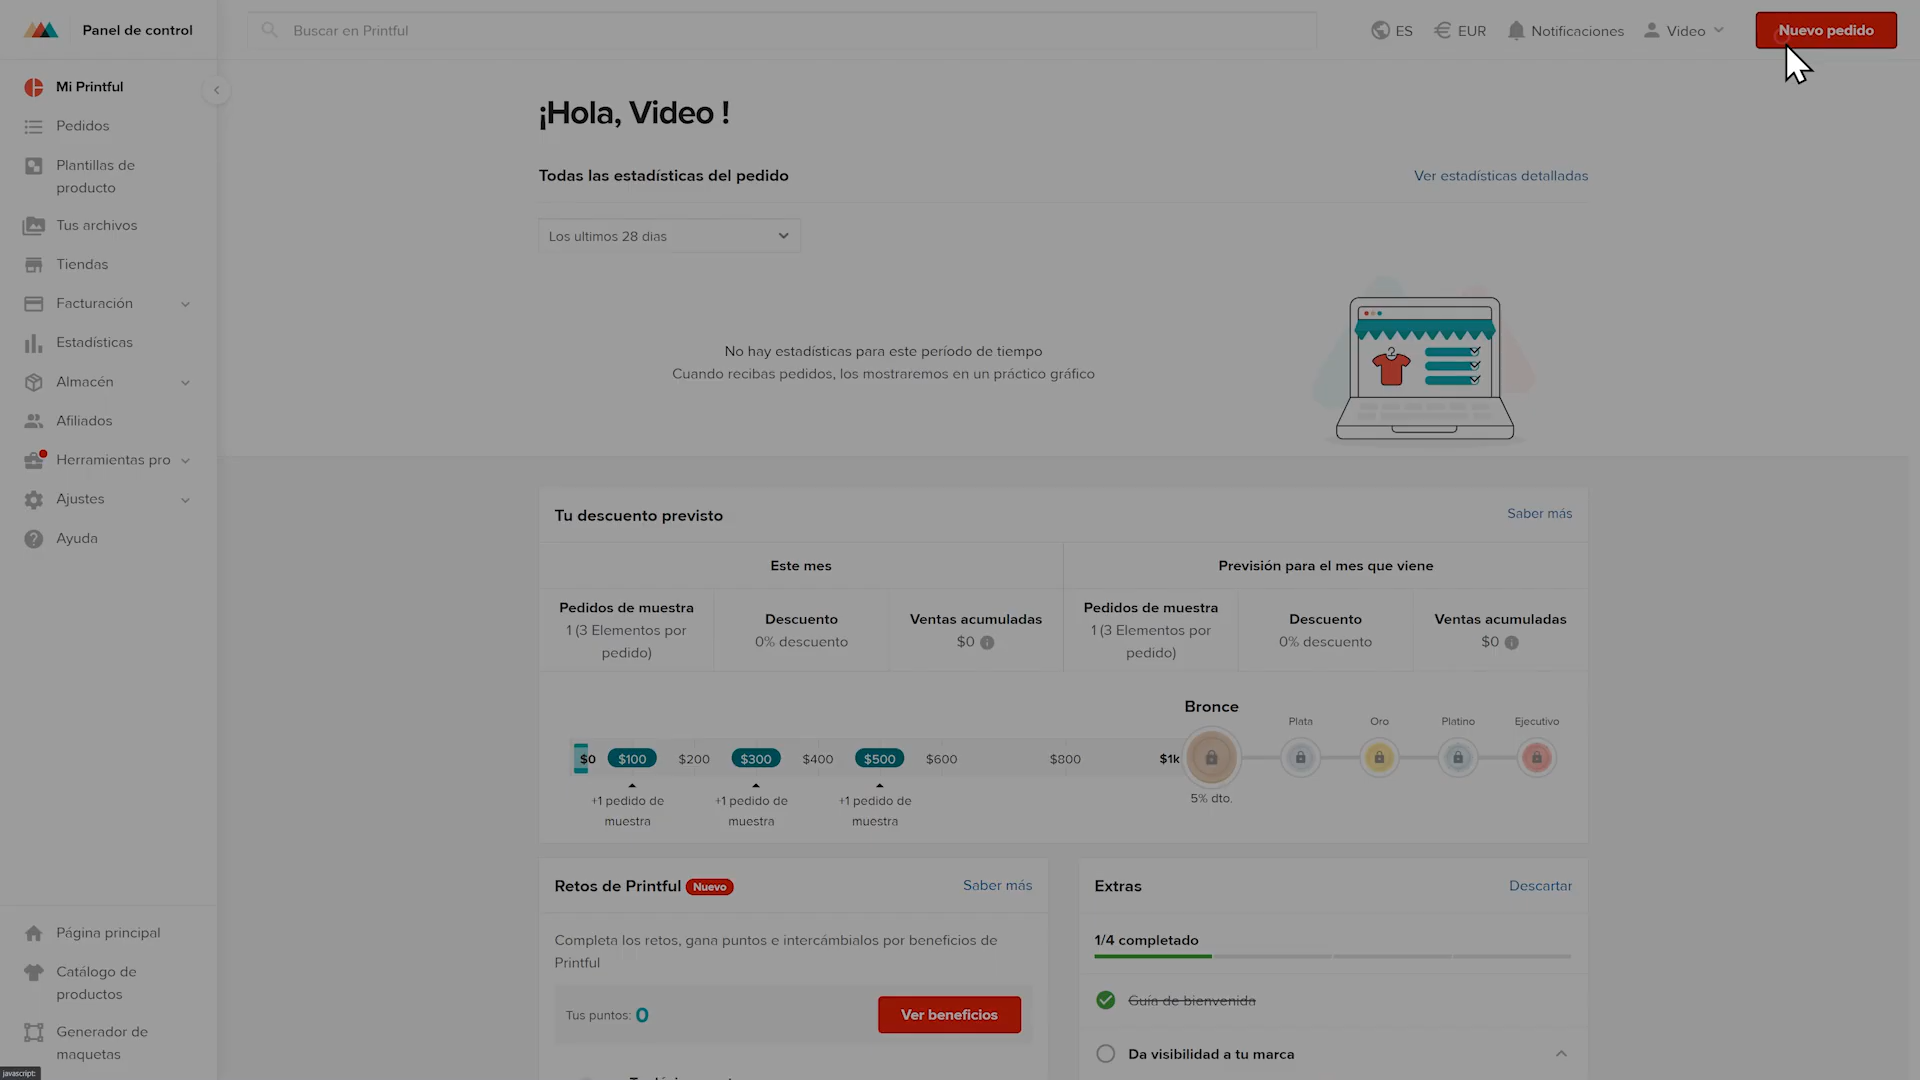 Panel de control
Buscar en Printful
ES
EUR
Notificaciones
Video
Nuevo pedido
Mi Printful
Pedidos
Plantillas de
producto
Tus archivos
Tiendas
Facturación
Estadísticas
Almacén
Afiliados
Herramientas pro
Ajustes
Ayuda
Página principal
Catálogo de
productos
Generador de
maquetas
javascript:
¡Hola, Video !
Todas las estadísticas del pedido
Ver estadísticas detalladas
Los ultimos 28 dias
No hay estadísticas para este período de tiempo
Cuando recibas pedidos, los mostraremos en un práctico gráfico
Tu descuento previsto
Saber más
Este mes
Previsión para el mes que viene
Pedidos de muestra
1 (3 Elementos por
pedido)
Descuento
0% descuento
Ventas acumuladas
$0
Pedidos de muestra
1 (3 Elementos por
pedido)
Descuento
0% descuento
Ventas acumuladas
$0
Bronce
Plata
Oro
Platino
Ejecutivo
$0 $100 $200 $300 $400 $500 $600 $800 $1k
5% dto.
+1 pedido de
muestra
+1 pedido de
muestra
+1 pedido de
muestra
Retos de Printful Nuevo
Saber más
Completa los retos, gana puntos e intercámbialos por beneficios de
Printful
Tus puntos: 0
Ver beneficios
Extras
Descartar
1/4 completado
Guía de bienvenida
Da visibilidad a tu marca